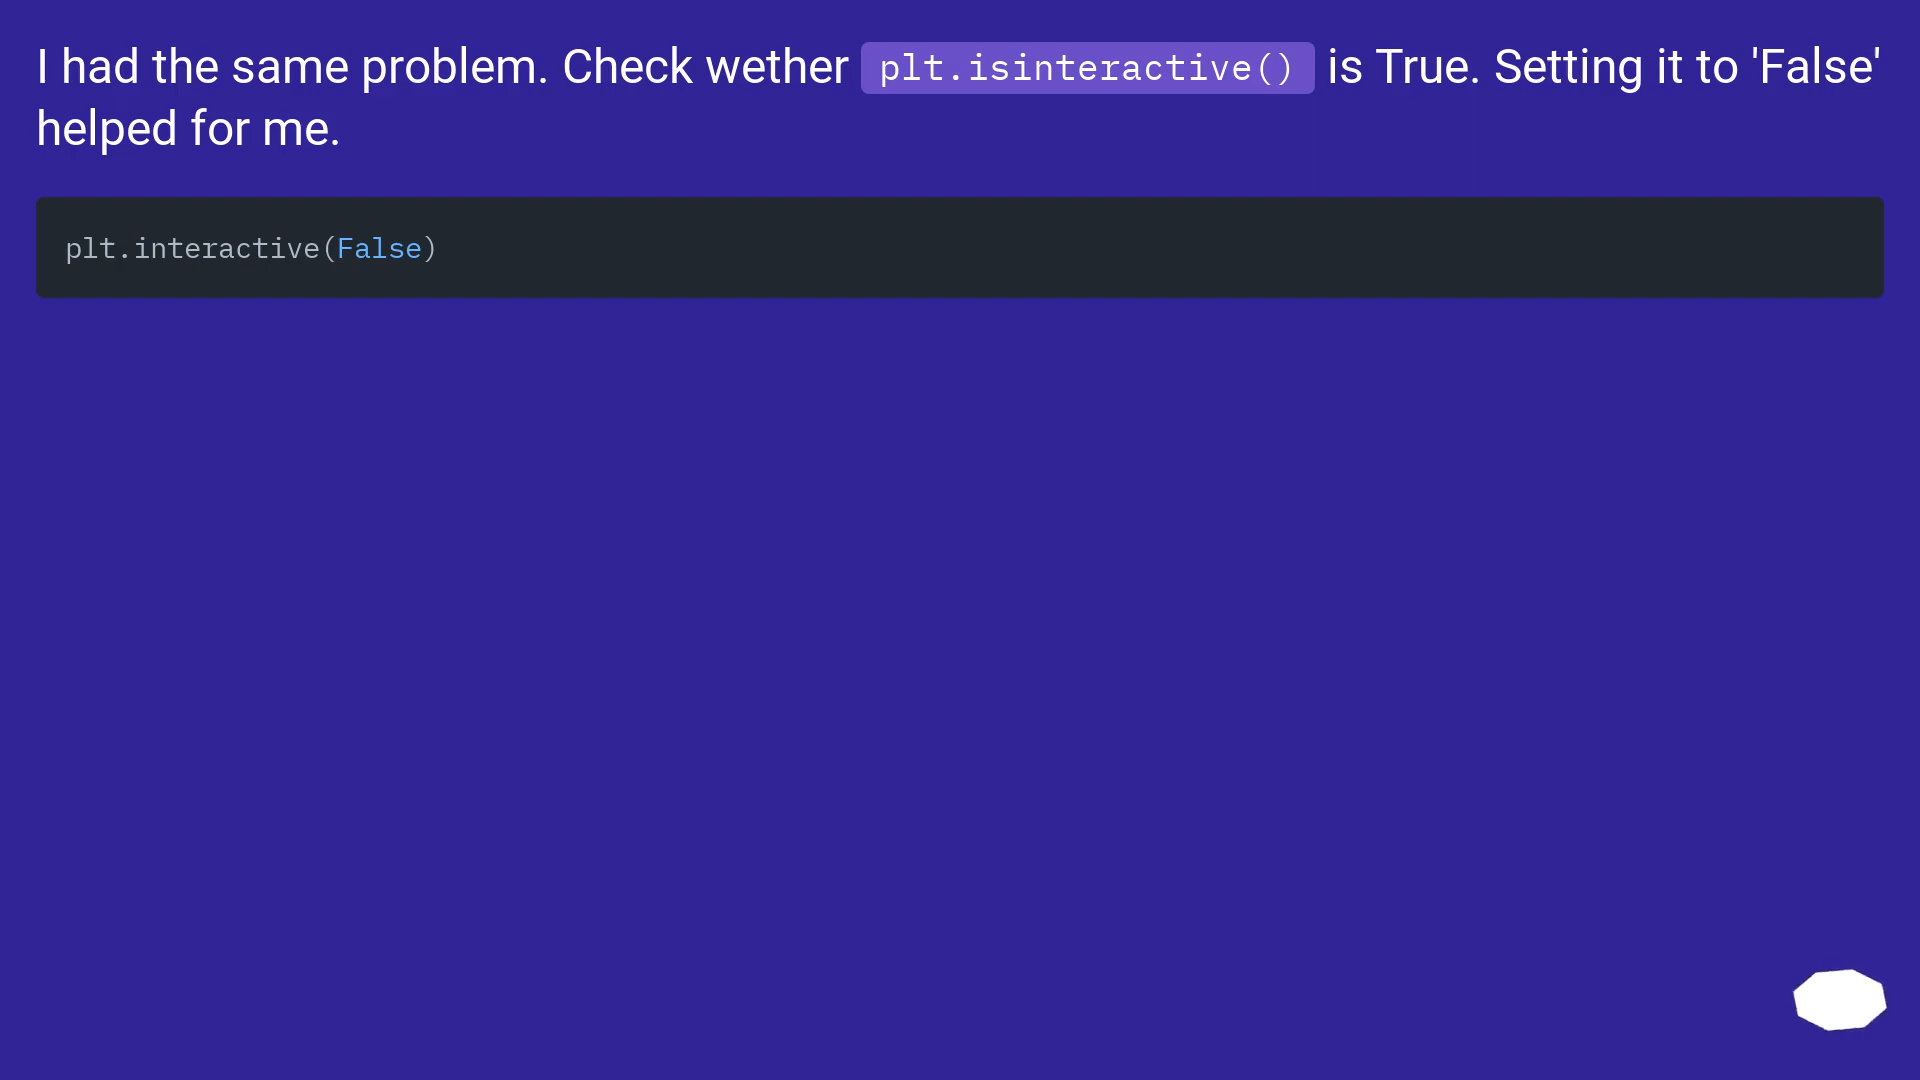 I had the same problem. Check wether plt.isinteractive() is True. Setting it to 'False'
helped for me.
plt.interactive(False)